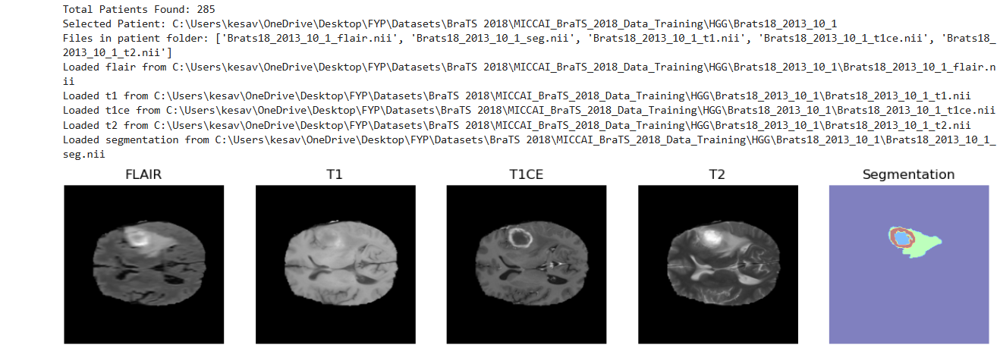 Total Patients Found: 285
Selected Patient: C:\Users\kesav\OneDrive\Desktop\FYP\Datasets\BraTS 2018\MICCAI_BraTS_2018_Data_Training\HGG\Brats18_2013_10_1
Files in patient folder: ['Brats18_2013_10_1_flair.nii', 'Brats18_2013_10_1_seg.nii', 'Brats18_2013_10_1_t1.nii', 'Brats18_2013_10_1_t1ce.nii', 'Brats18_
2013_10_1_t2.nii']
Loaded flair from C:\Users\kesav\OneDrive\Desktop\FYP\Datasets\BraTS 2018\MICCAI_BraTS_2018_Data_Training\HGG\Brats18_2013_10_1\Brats18_2013_10_1_flair.n
ii
Loaded t1 from C:\Users\kesav\OneDrive\Desktop\FYP\Datasets\BraTS 2018\MICCAI_BraTS_2018_Data_Training\HGG\Brats18_2013_10_1\Brats18_2013_10_1_t1.nii
Loaded t1ce from C:\Users\kesav\OneDrive\Desktop\FYP\Datasets\BraTS 2018\MICCAI_BraTS_2018_Data_Training\HGG\Brats18_2013_10_1\Brats18_2013_10_1_t1ce.nii
Loaded t2 from C:\Users\kesav\OneDrive\Desktop\FYP\Datasets\BraTS 2018\MICCAI_BraTS_2018_Data_Training\HGG\Brats18_2013_10_1\Brats18_2013_10_1_t2.nii
Loaded segmentation from C:\Users\kesav\OneDrive\Desktop\FYP\Datasets\BraTS 2018\MICCAI_BraTS_2018_Data_Training\HGG\Brats18_2013_10_1\Brats18_2013_10_1_
seg.nii
FLAIR T1 T1CE T2 Segmentation